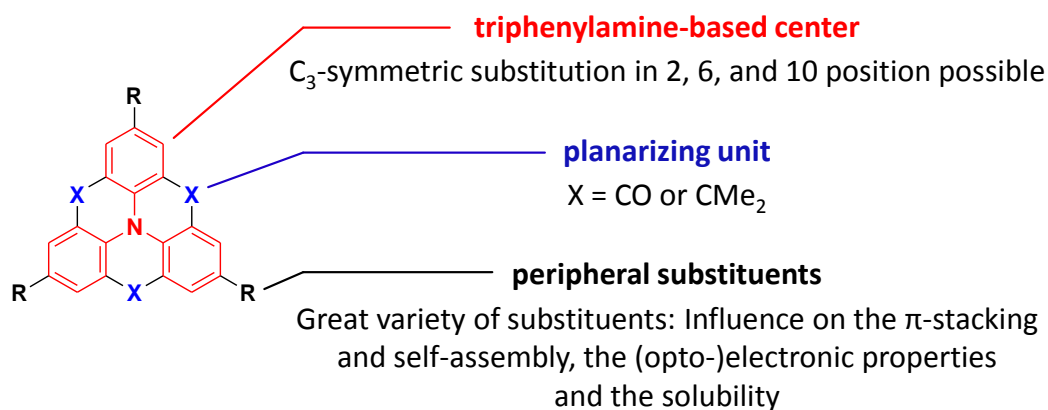 triphenylamine-based center
C₃-symmetric substitution in 2, 6, and 10 position possible
R
planarizing unit
X X
X = CO or CMe₂
N
peripheral substituents
R X R
Great variety of substituents: Influence on the π-stacking
and self-assembly, the (opto-)electronic properties
and the solubility